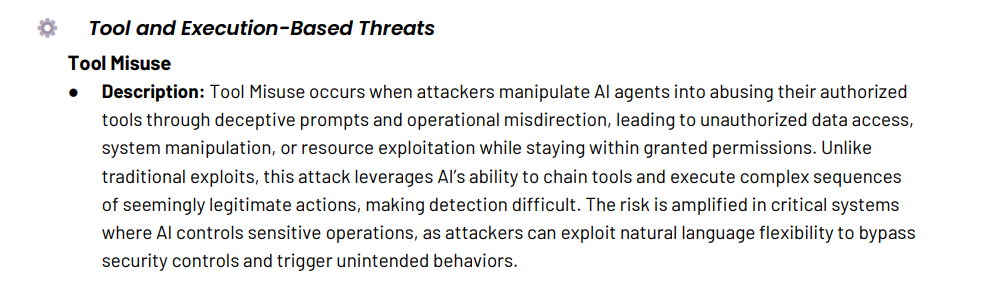 Tool and Execution-Based Threats
Tool Misuse
● Description: Tool Misuse occurs when attackers manipulate AI agents into abusing their authorized
tools through deceptive prompts and operational misdirection, leading to unauthorized data access,
system manipulation, or resource exploitation while staying within granted permissions. Unlike
traditional exploits, this attack leverages AI's ability to chain tools and execute complex sequences
of seemingly legitimate actions, making detection difficult. The risk is amplified in critical systems
where AI controls sensitive operations, as attackers can exploit natural language flexibility to bypass
security controls and trigger unintended behaviors.